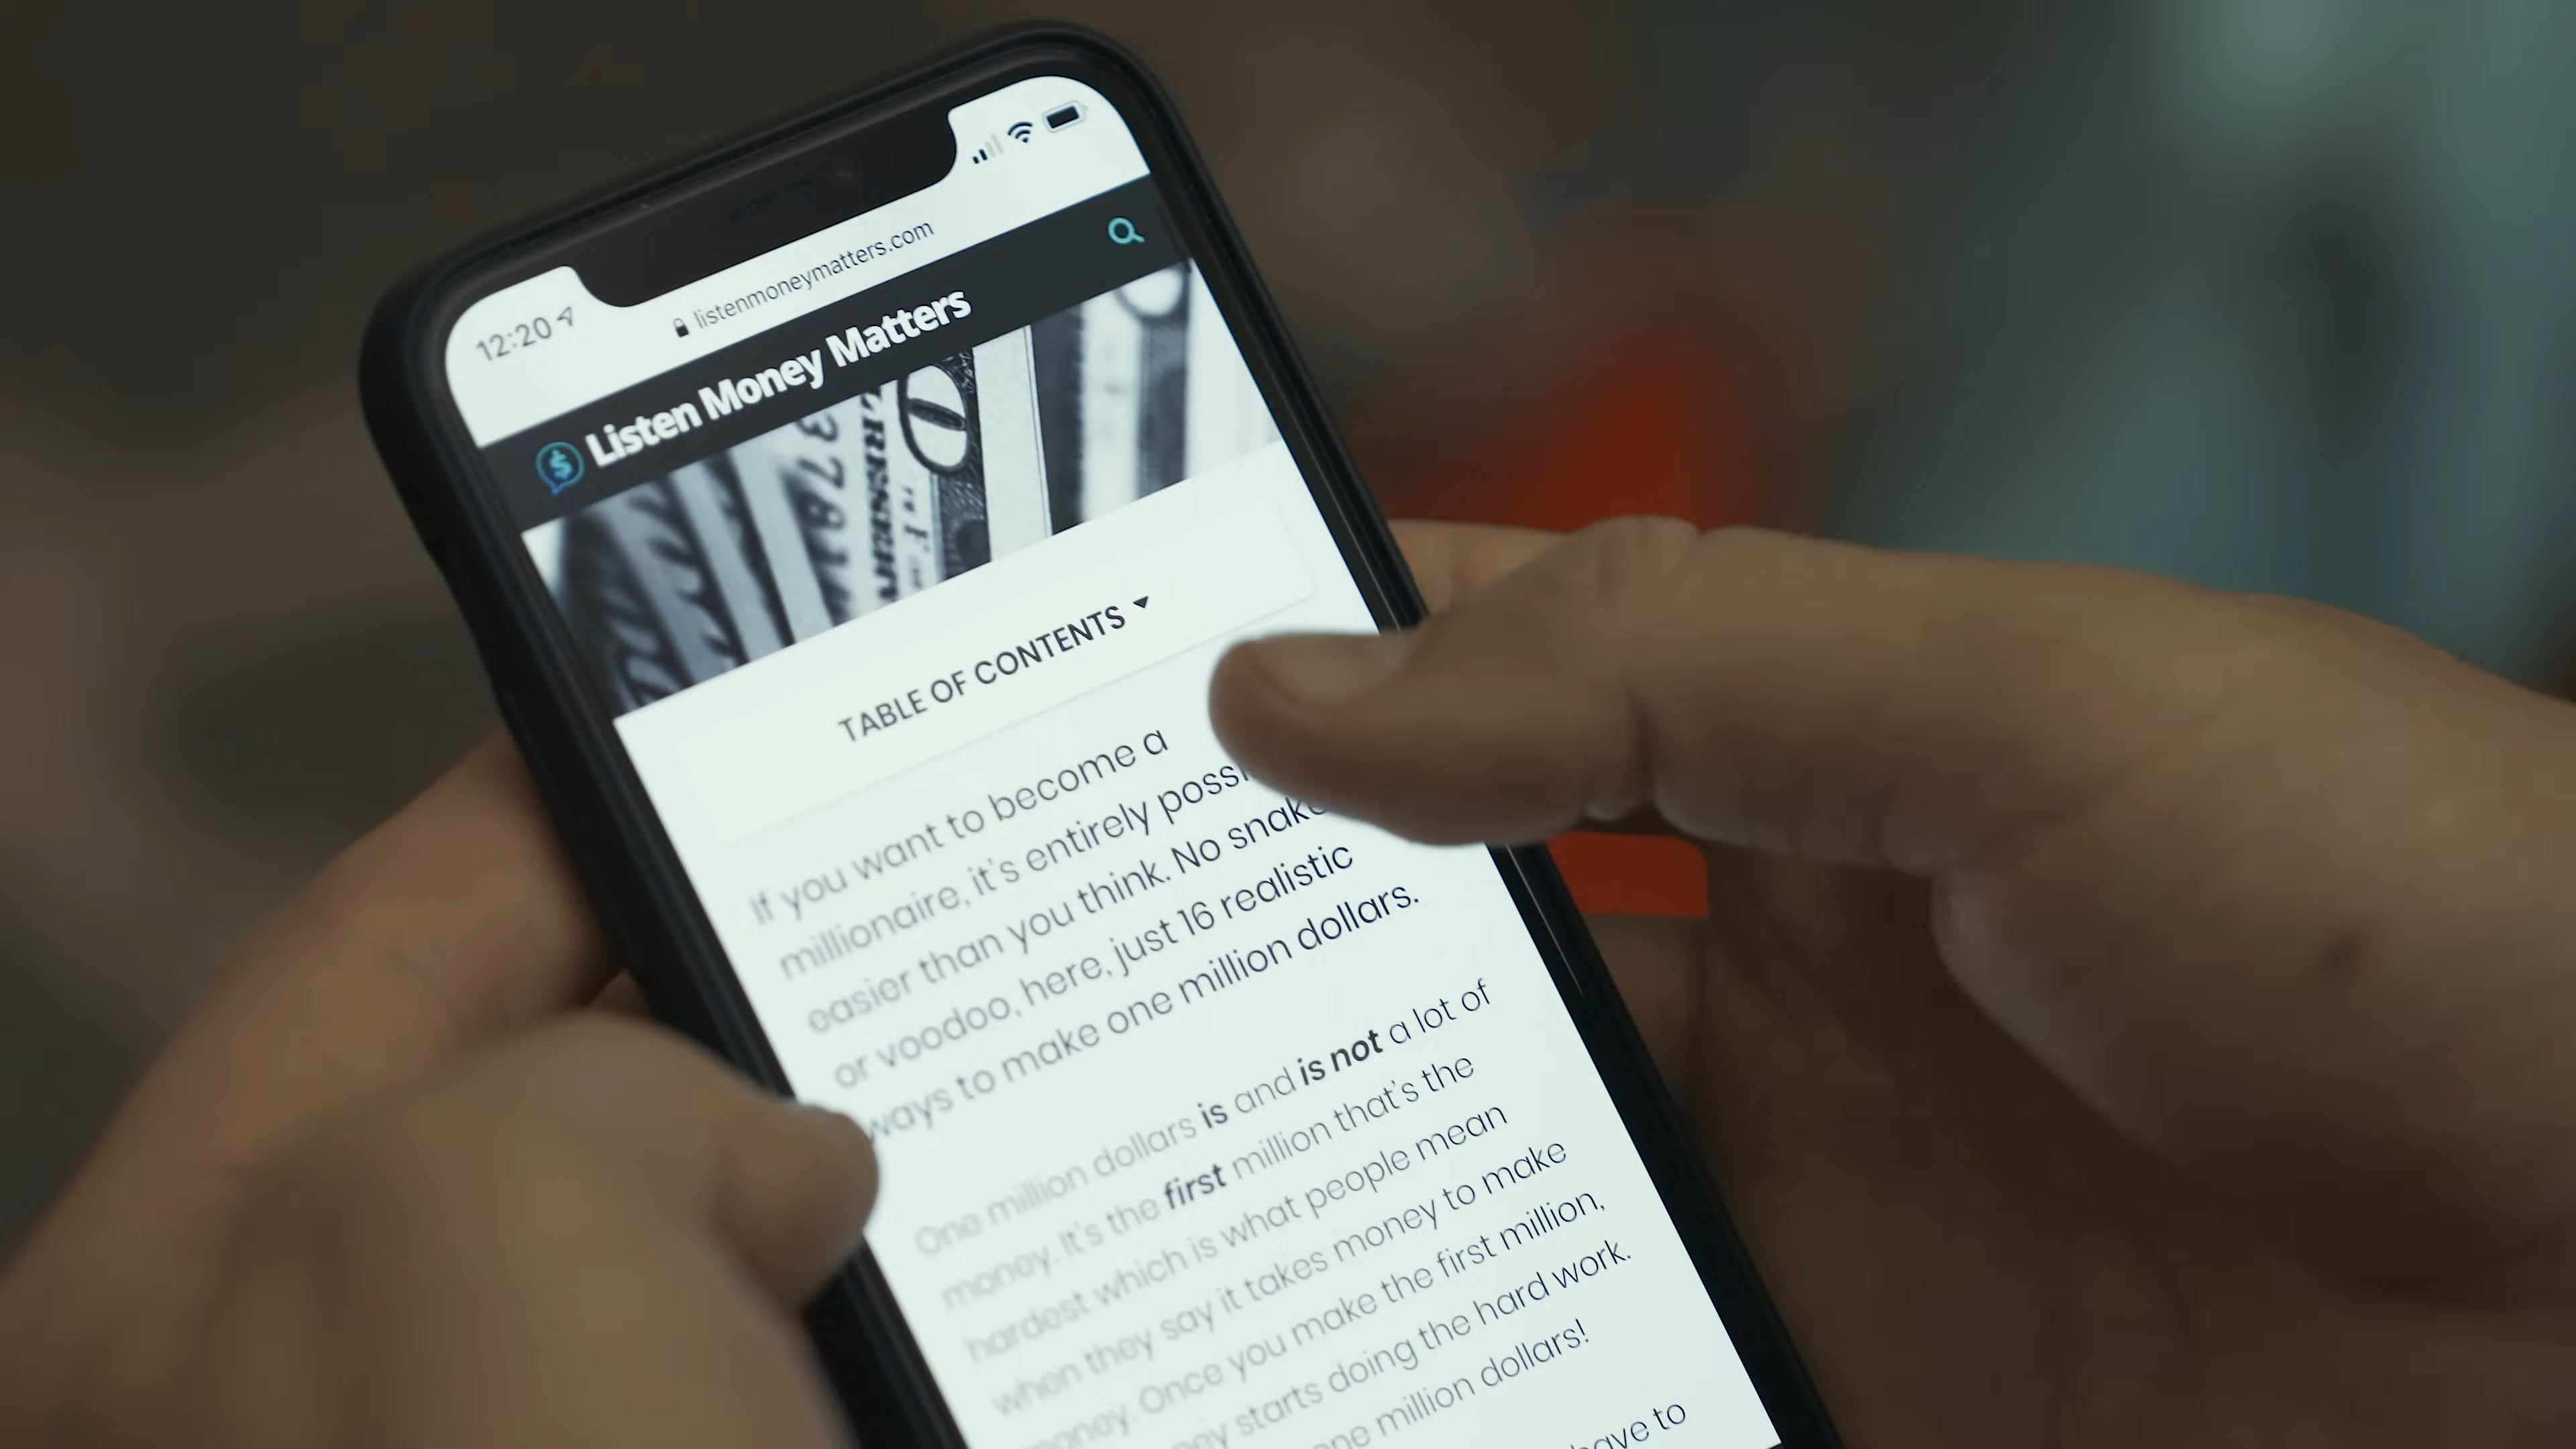 12:20
listenmoneymatters.com
Listen Money Matters
378
TABLE OF CONTENTS
If you want to become a
millionaire, it's entirely
easier than you think. No snake
or voodoo, here, just 16 realistic
ways to make one million dollars.
One million dollars is and is not a lot of
money. It's the first million that's the
hardest which is what people mean
when they say it takes money to make
money. Once you make the first million,
starts doing the hard work.
one million dollars!
have to